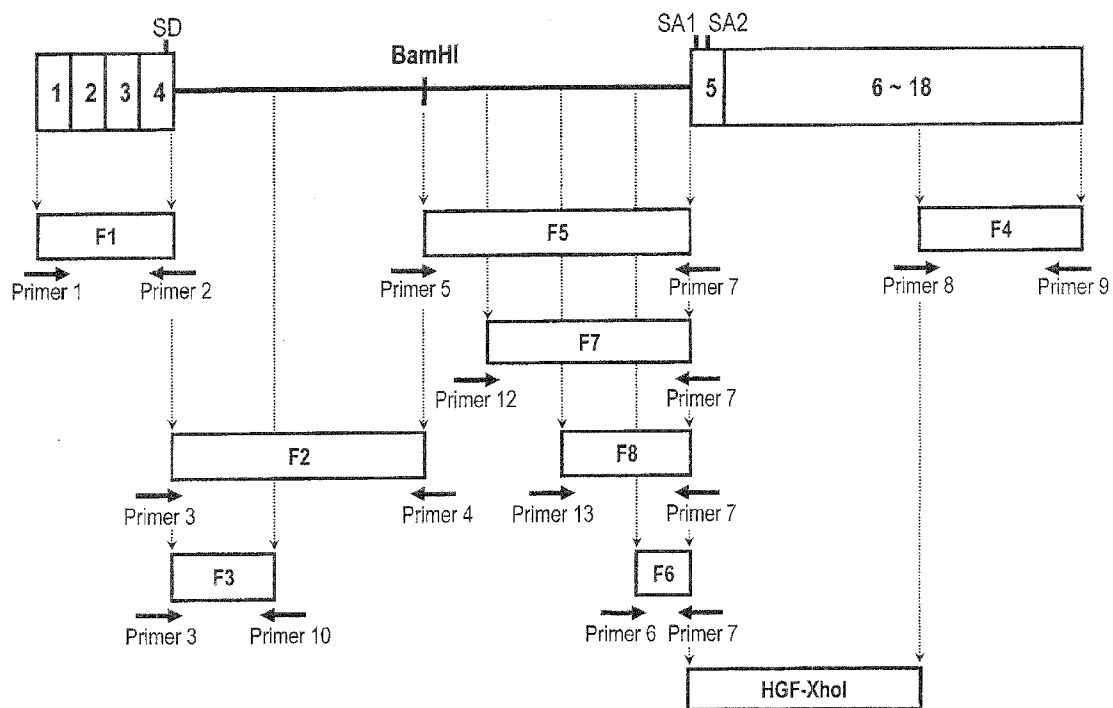 SD
SA1 SA2
BamHI
1 2 3 4
5
6 ~ 18
F1
F5
F4
Primer 1
Primer 2
Primer 5
Primer 7
Primer 8
Primer 9
F7
Primer 12
Primer 7
F2
F8
Primer 3
Primer 4
Primer 13
Primer 7
F3
F6
Primer 3
Primer 10
Primer 6
Primer 7
HGF-XhoI